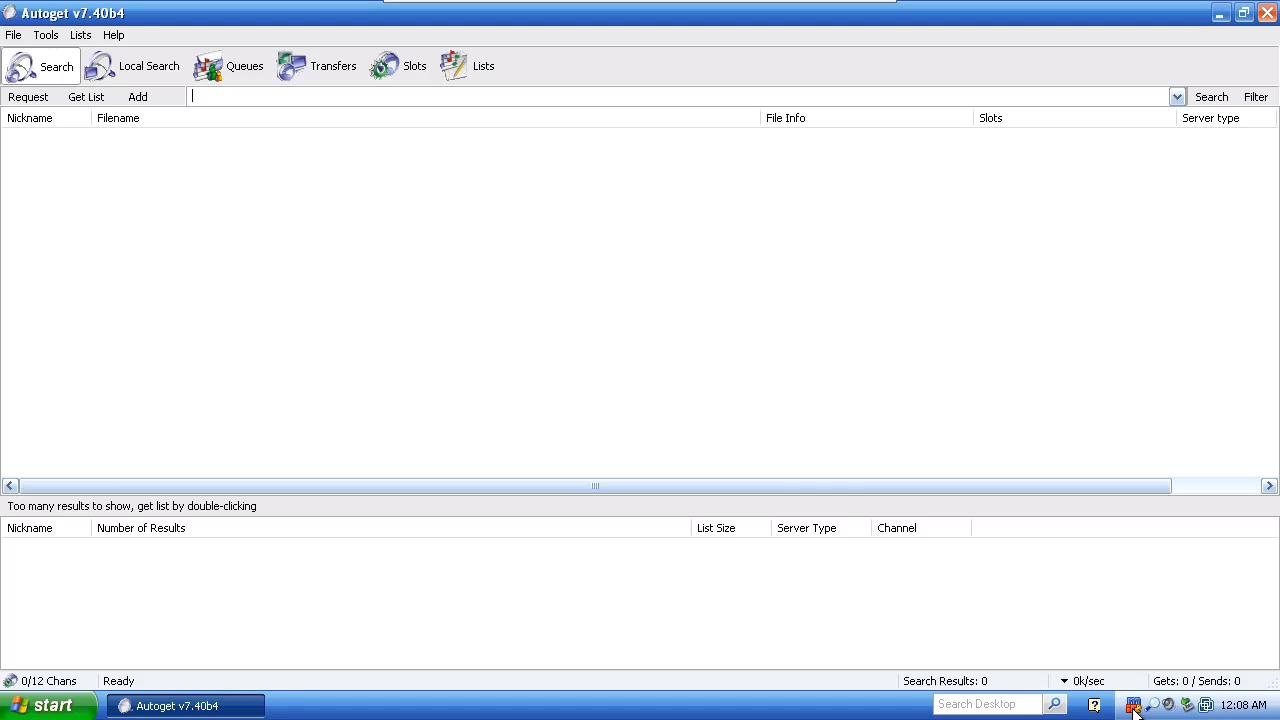 Autoget v7.40b4
File Tools Lists Help
Search Local Search Queues Transfers Slots Lists
Request Get List Add Search Filter
Nickname Filename File Info Slots Server type
Too many results to show, get list by double-clicking
Nickname Number of Results List Size Server Type Channel
0/12 Chans Ready Search Results: 0 0k/sec Gets: 0 / Sends: 0
start Autoget v7.40b4 Search Desktop 12:08 AM